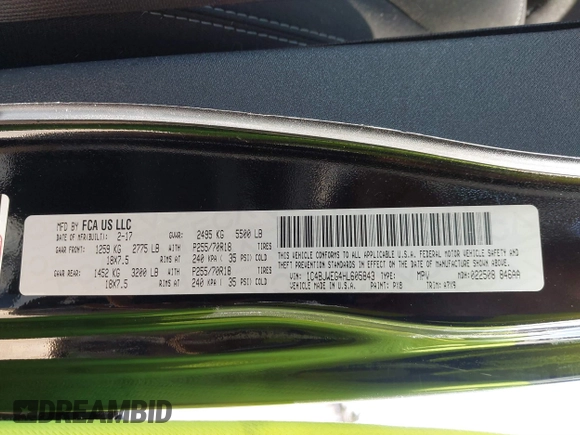 MFD BY FCA US LLC
DATE OF MFR(BUILT): 2-17 GVWR: 2495 KG 5500 LB
GAWR FRONT: 1259 KG 2775 LB WITH P255/70R18 TIRES
18X7.5 RIMS AT 240 KPA ( 35 PSI) COLD
GAWR REAR: 1452 KG 3200 LB WITH P255/70R18 TIRES
18X7.5 RIMS AT 240 KPA ( 35 PSI) COLD
THIS VEHICLE CONFORMS TO ALL APPLICABLE U.S.A. FEDERAL MOTOR VEHICLE SAFETY AND
THEFT PREVENTION STANDARDS IN EFFECT ON THE DATE OF MANUFACTURE SHOWN ABOVE.
VIN: 1C4BJWEG4HL605843 TYPE: MPV MDH:022508 846AA
VEHICLE MADE IN U.S.A. PAINT: PX8 TRIM: A7X9
DREAMBID